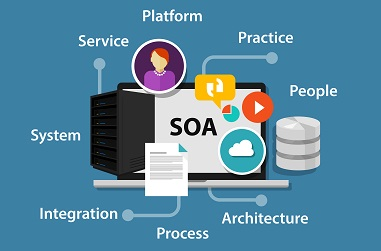 Platform
Service
Practice
People
SOA
System
Integration
Architecture
Process